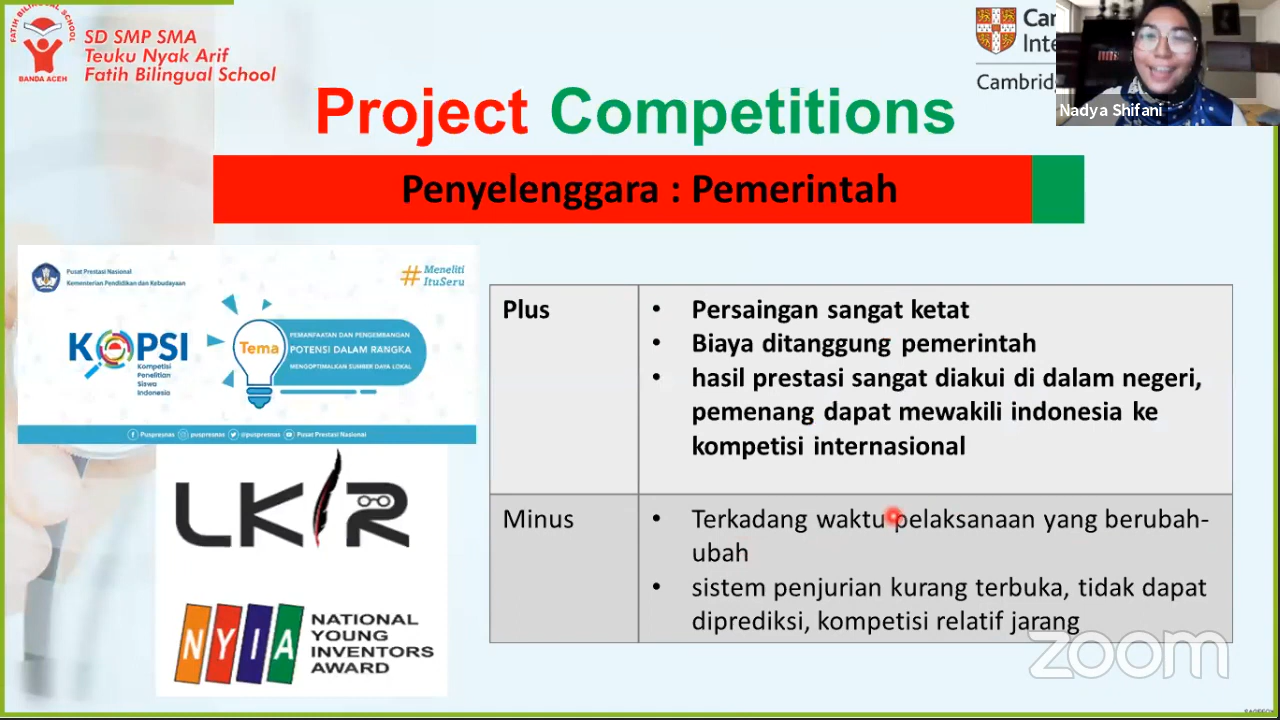 FATIH BILINGUAL SCHOOL
BANDA ACEH
SD SMP SMA
Teuku Nyak Arif
Fatih Bilingual School
Cambrid
Nadya Shifani
Project Competitions
Penyelenggara : Pemerintah
Pusat Prestasi Nasional
Kementerian Pendidikan dan Kebudayaan
#Meneliti
ItuSeru
KOPSI
Kompetisi
Penelitian
Siswa
Indonesia
Tema
PEMANFAATAN DAN PENGEMBANGAN
POTENSI DALAM RANGKA
MENGOPTIMALKAN SUMBER DAYA LOKAL
Puspresnas puspresnas @puspresnas Pusat Prestasi Nasional
LKIR
NYIA
NATIONAL
YOUNG
INVENTORS
AWARD
Plus
• Persaingan sangat ketat
• Biaya ditanggung pemerintah
• hasil prestasi sangat diakui di dalam negeri,
pemenang dapat mewakili indonesia ke
kompetisi internasional
Minus
• Terkadang waktu pelaksanaan yang berubah-
ubah
• sistem penjurian kurang terbuka, tidak dapat
diprediksi, kompetisi relatif jarang
zoom